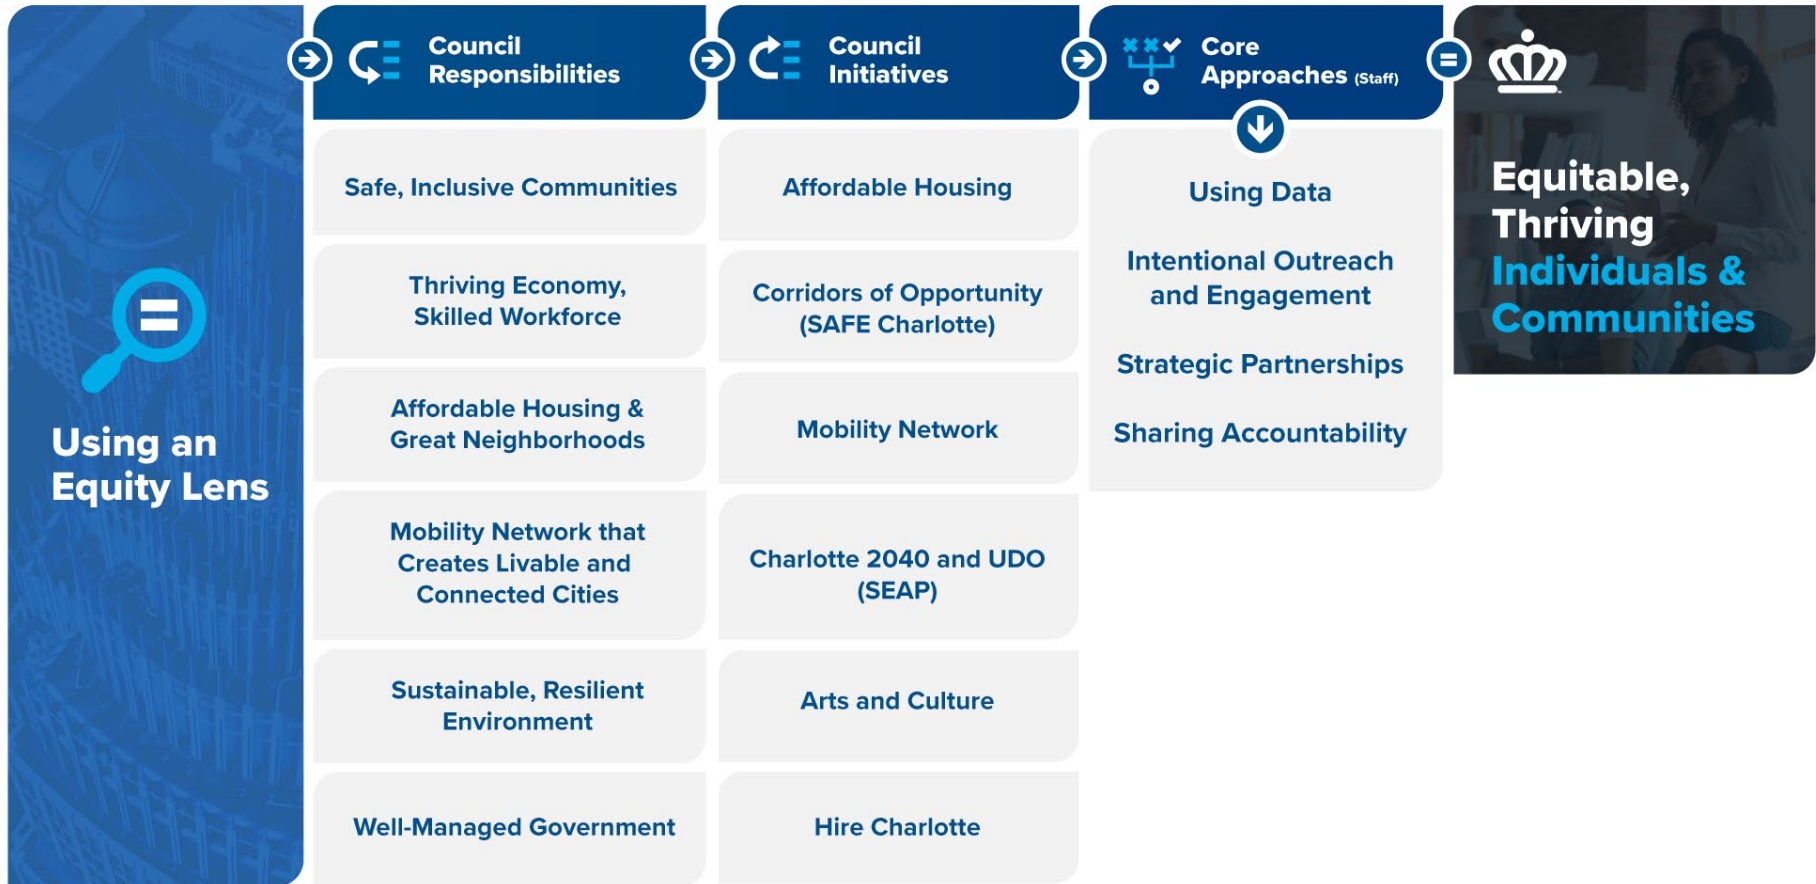 Using an
Equity Lens
Council
Responsibilities
Safe, Inclusive Communities
Thriving Economy,
Skilled Workforce
Affordable Housing &
Great Neighborhoods
Mobility Network that
Creates Livable and
Connected Cities
Sustainable, Resilient
Environment
Well-Managed Government
Council
Initiatives
Affordable Housing
Corridors of Opportunity
(SAFE Charlotte)
Mobility Network
Charlotte 2040 and UDO
(SEAP)
Arts and Culture
Hire Charlotte
Core
Approaches (Staff)
Using Data
Intentional Outreach
and Engagement
Strategic Partnerships
Sharing Accountability
Equitable,
Thriving
Individuals &
Communities